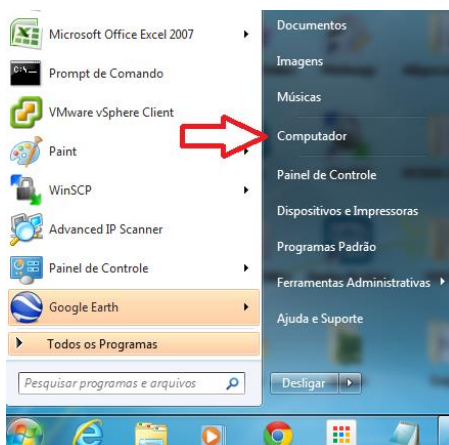 Microsoft Office Excel 2007
Prompt de Comando
VMware vSphere Client
Paint
WinSCP
Advanced IP Scanner
Painel de Controle
Google Earth
Todos os Programas
Pesquisar programas e arquivos
Documentos
Imagens
Músicas
Computador
Painel de Controle
Dispositivos e Impressoras
Programas Padrão
Ferramentas Administrativas
Ajuda e Suporte
Desligar